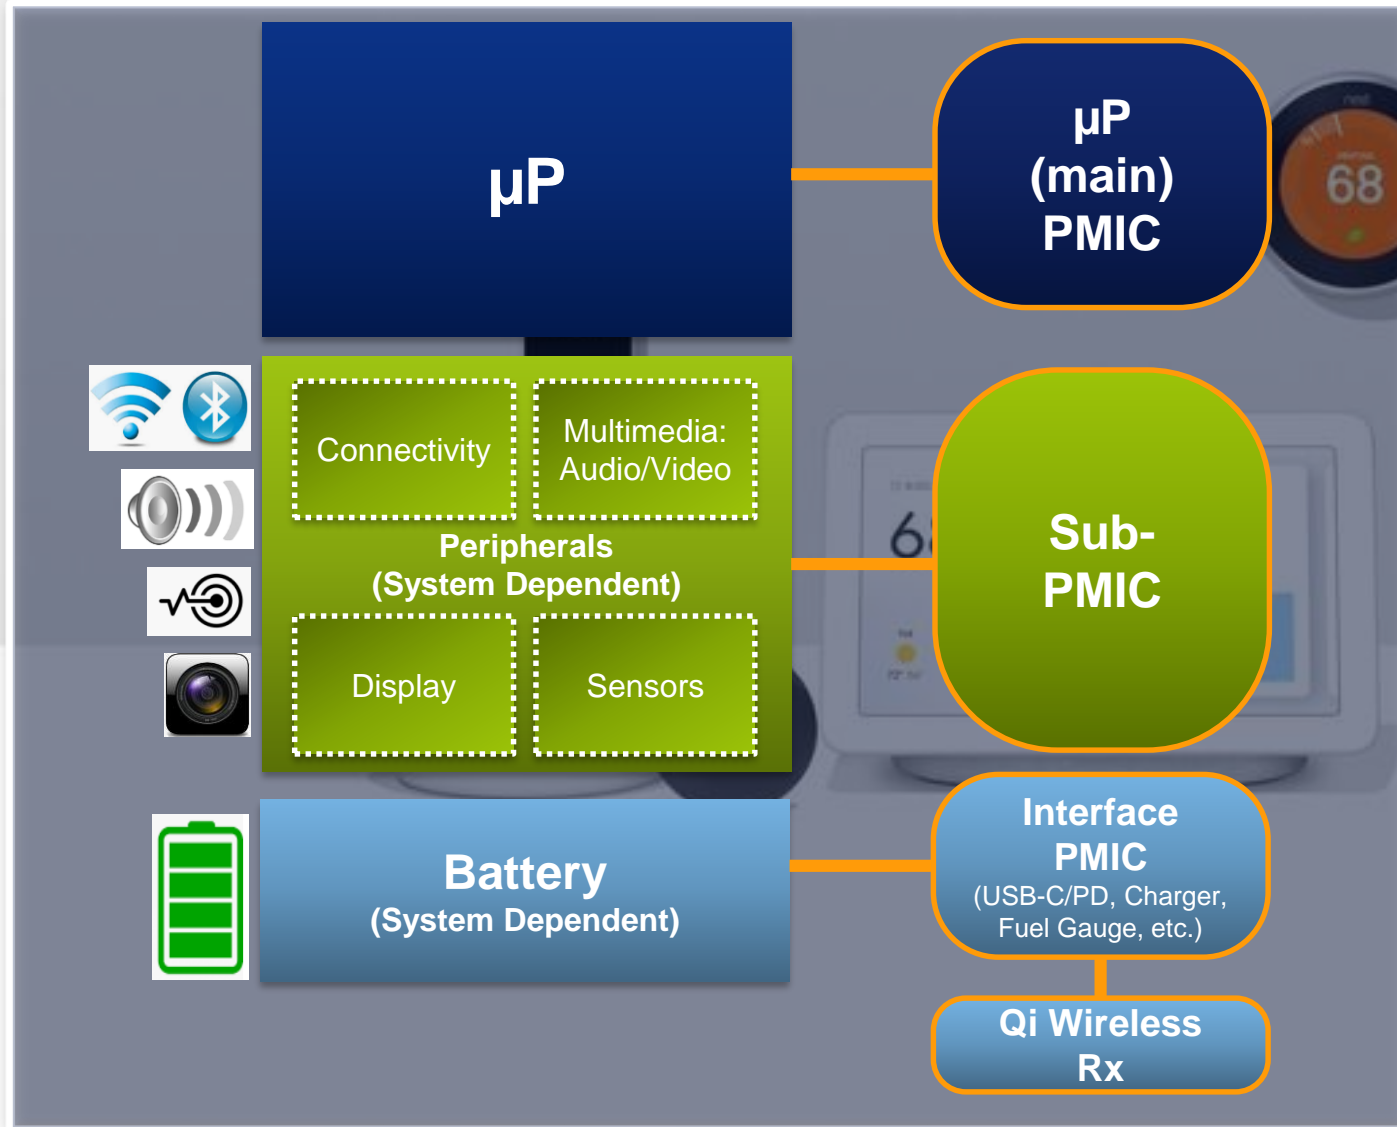 µP
µP
(main)
PMIC
nest
68
Connectivity
Multimedia:
Audio/Video
Peripherals
(System Dependent)
Display
Sensors
Sub-
PMIC
Battery
(System Dependent)
Interface
PMIC
(USB-C/PD, Charger,
Fuel Gauge, etc.)
Qi Wireless
Rx